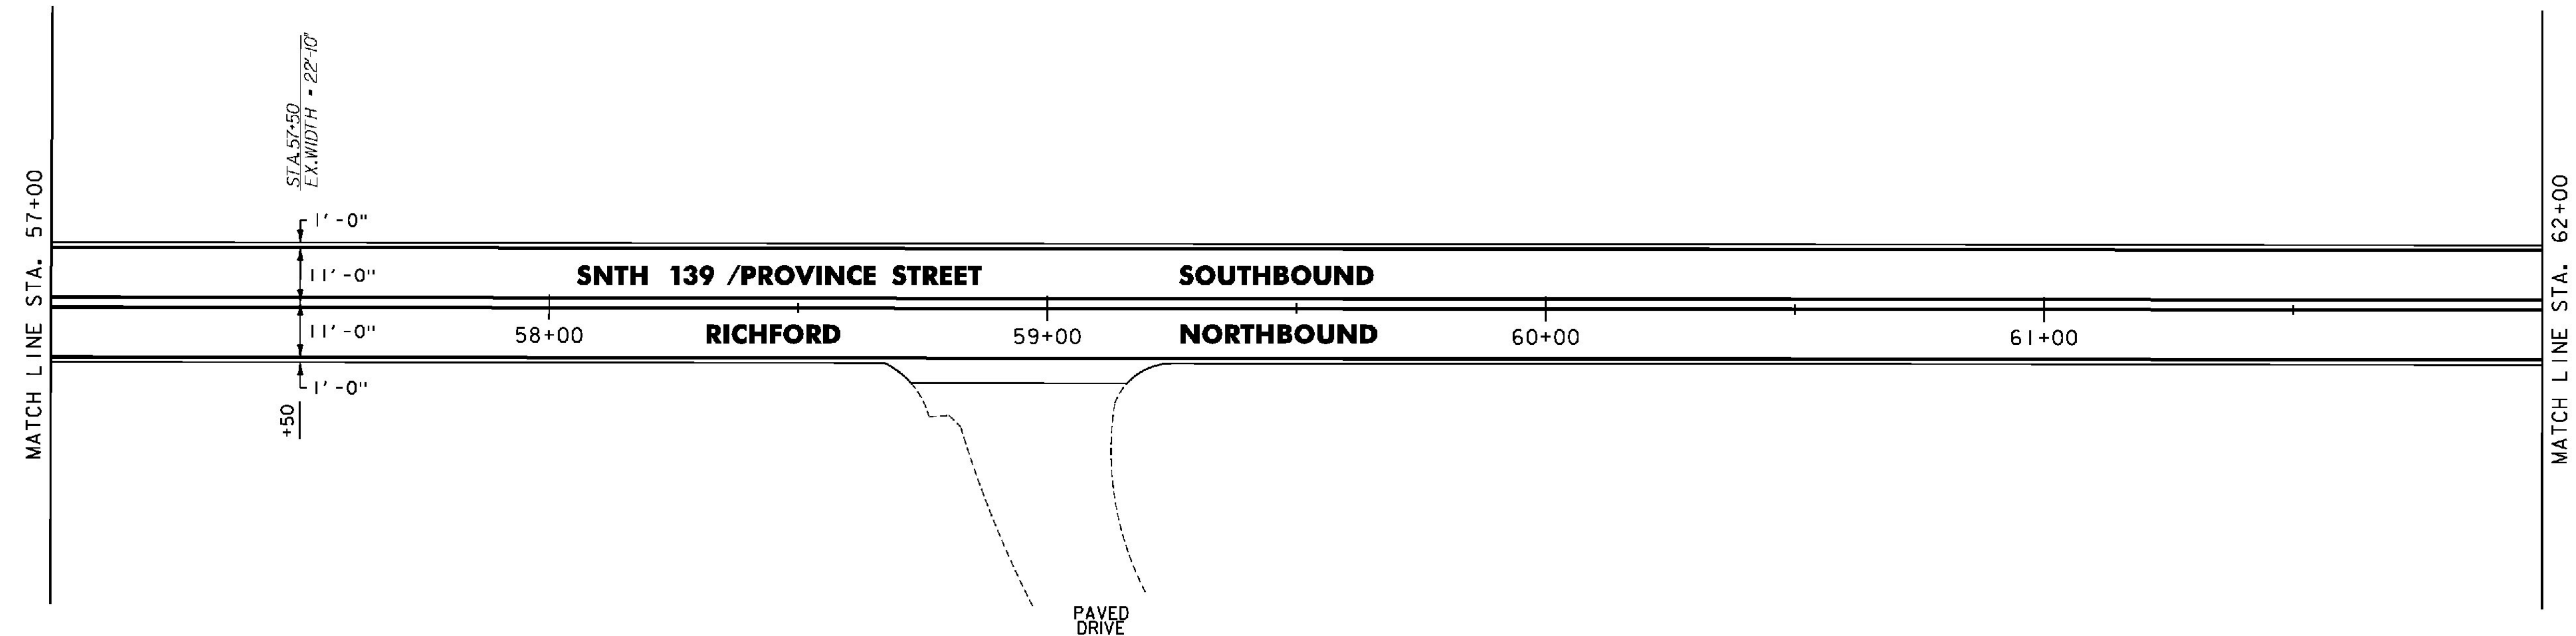 MATCH LINE STA. 57+00
STA.57+50
EX.WIDTH = 22'-10"
1'-0"
11'-0"
SNTH 139 /PROVINCE STREET
SOUTHBOUND
11'-0"
58+00
RICHFORD
59+00
NORTHBOUND
60+00
61+00
1'-0"
+50
PAVED
DRIVE
MATCH LINE STA. 62+00